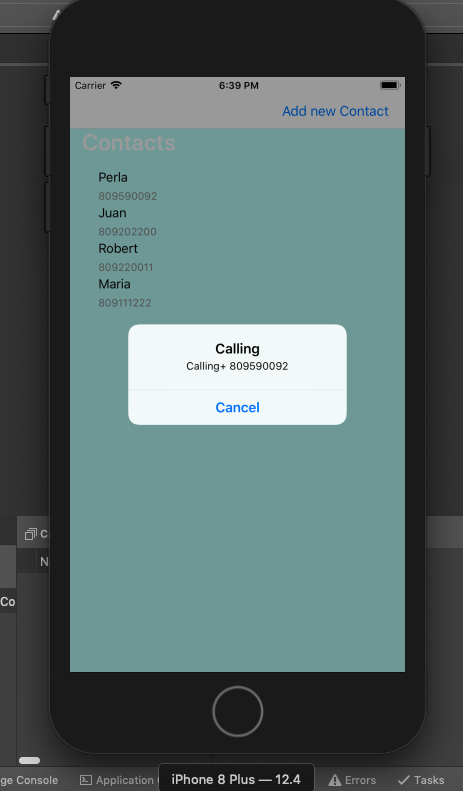 Carrier
6:39 PM
Add new Contact
Contacts
Perla
809590092
Juan
809202200
Robert
809220011
Maria
809111222
Calling
Calling+ 809590092
Cancel
C
N
Co
ge Console
Application
iPhone 8 Plus — 12.4
Errors
Tasks